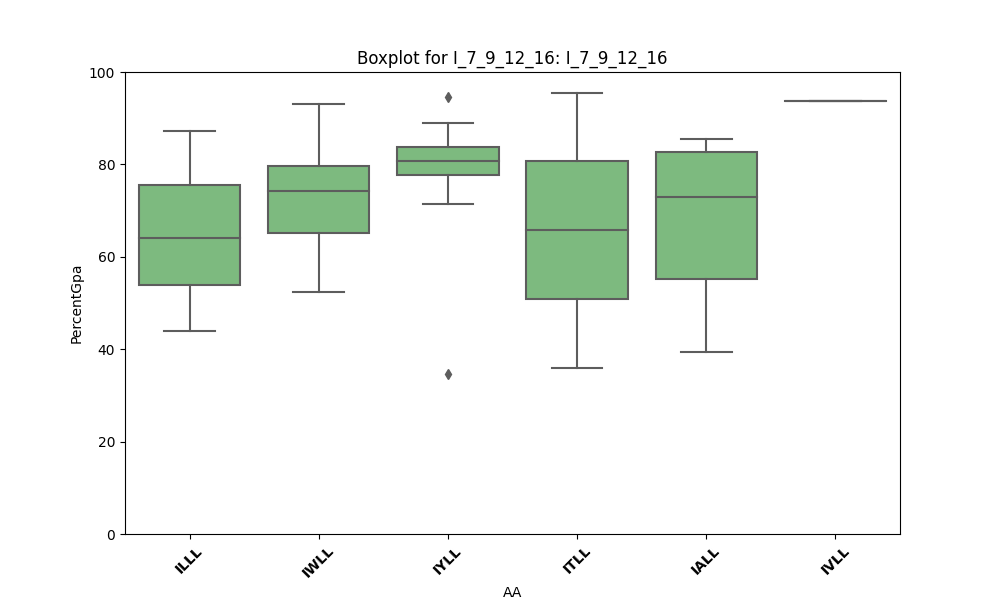 Boxplot for I_7_9_12_16: I_7_9_12_16
100
80
60
40
20
0
PercentGpa
ILLL
IWLL
IYLL
ITLL
IALL
IVLL
AA